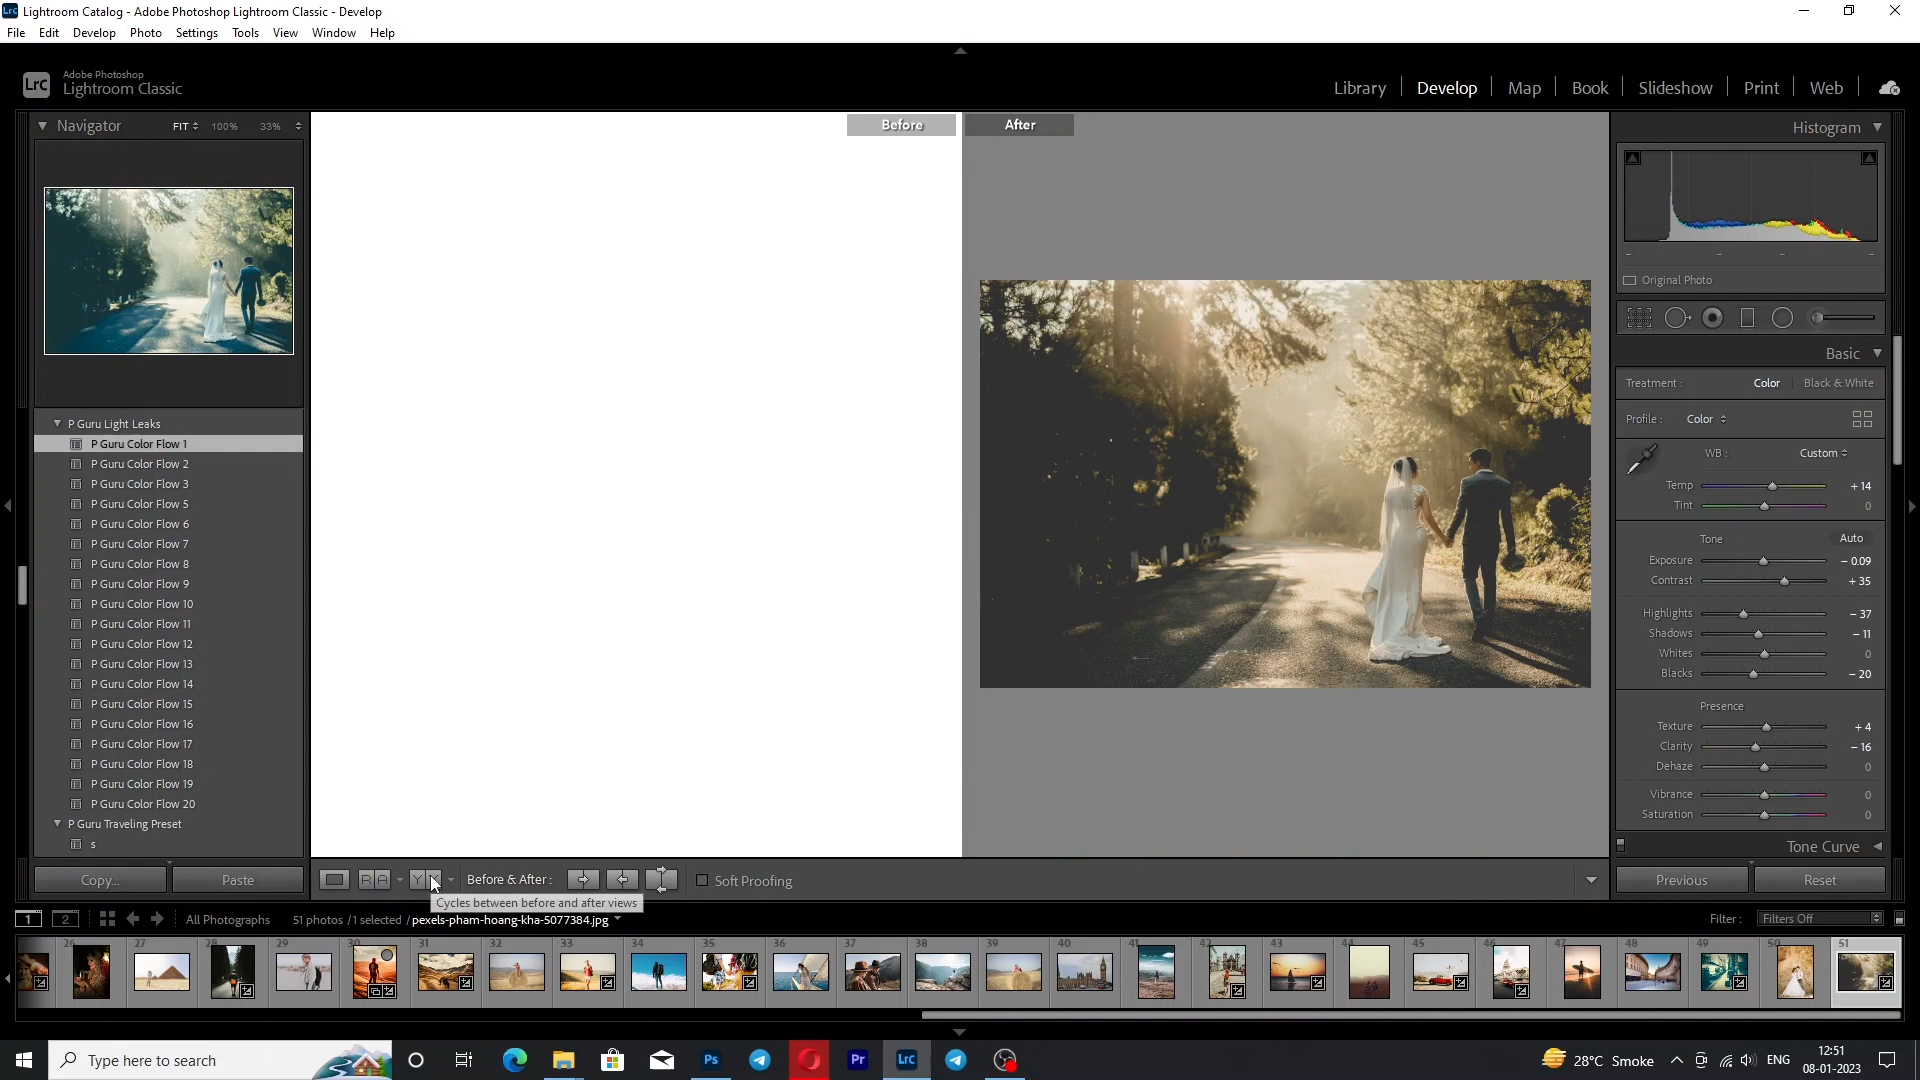 Lightroom Catalog - Adobe Photoshop Lightroom Classic - Develop
File Edit Develop Photo Settings Tools View Window Help
LrC Adobe Photoshop
Lightroom Classic
Library Develop Map Book Slideshow Print Web
Navigator FIT 100% 33%
P Guru Light Leaks
P Guru Color Flow 1
P Guru Color Flow 2
P Guru Color Flow 3
P Guru Color Flow 5
P Guru Color Flow 6
P Guru Color Flow 7
P Guru Color Flow 8
P Guru Color Flow 9
P Guru Color Flow 10
P Guru Color Flow 11
P Guru Color Flow 12
P Guru Color Flow 13
P Guru Color Flow 14
P Guru Color Flow 15
P Guru Color Flow 16
P Guru Color Flow 17
P Guru Color Flow 18
P Guru Color Flow 19
P Guru Color Flow 20
P Guru Traveling Preset
s
Copy... Paste
Before After
Histogram
Original Photo
Basic
Treatment : Color Black & White
Profile : Color
WB : Custom
Temp + 14
Tint 0
Tone Auto
Exposure − 0.09
Contrast + 35
Highlights − 37
Shadows − 11
Whites 0
Blacks − 20
Presence
Texture + 4
Clarity − 16
Dehaze 0
Vibrance 0
Saturation 0
Tone Curve
Previous Reset
R A Y Y Before & After : Soft Proofing
Cycles between before and after views
1 2 All Photographs 51 photos / 1 selected / pexels-pham-hoang-kha-5077384.jpg Filter : Filters Off
26 27 28 29 30 31 32 33 34 35 36 37 38 39 40 41 42 43 44 45 46 47 48 49 50 51
Type here to search Ps Pr LrC 28°C Smoke ENG 12:51
08-01-2023